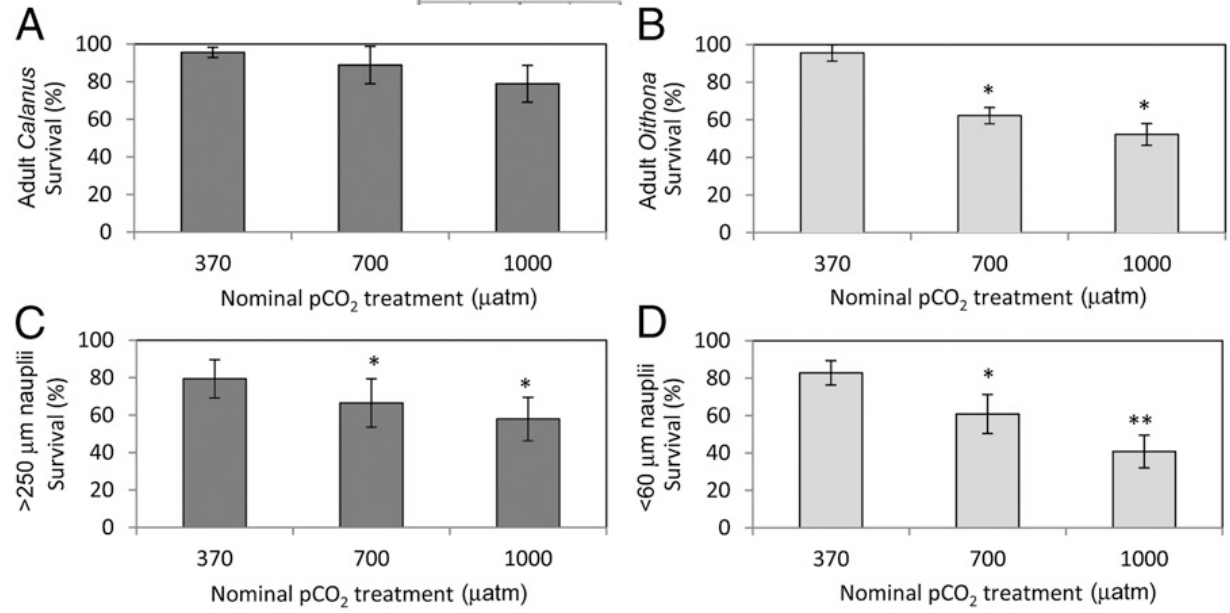 A
100
80
60
40
20
0
Adult Calanus
Survival (%)
370 700 1000
Nominal pCO₂ treatment (µatm)
B
100
80
60
40
20
0
Adult Oithona
Survival (%)
* *
370 700 1000
Nominal pCO₂ treatment (µatm)
C
100
80
60
40
20
0
>250 µm nauplii
Survival (%)
* *
370 700 1000
Nominal pCO₂ treatment (µatm)
D
100
80
60
40
20
0
<60 µm nauplii
Survival (%)
* **
370 700 1000
Nominal pCO₂ treatment (µatm)